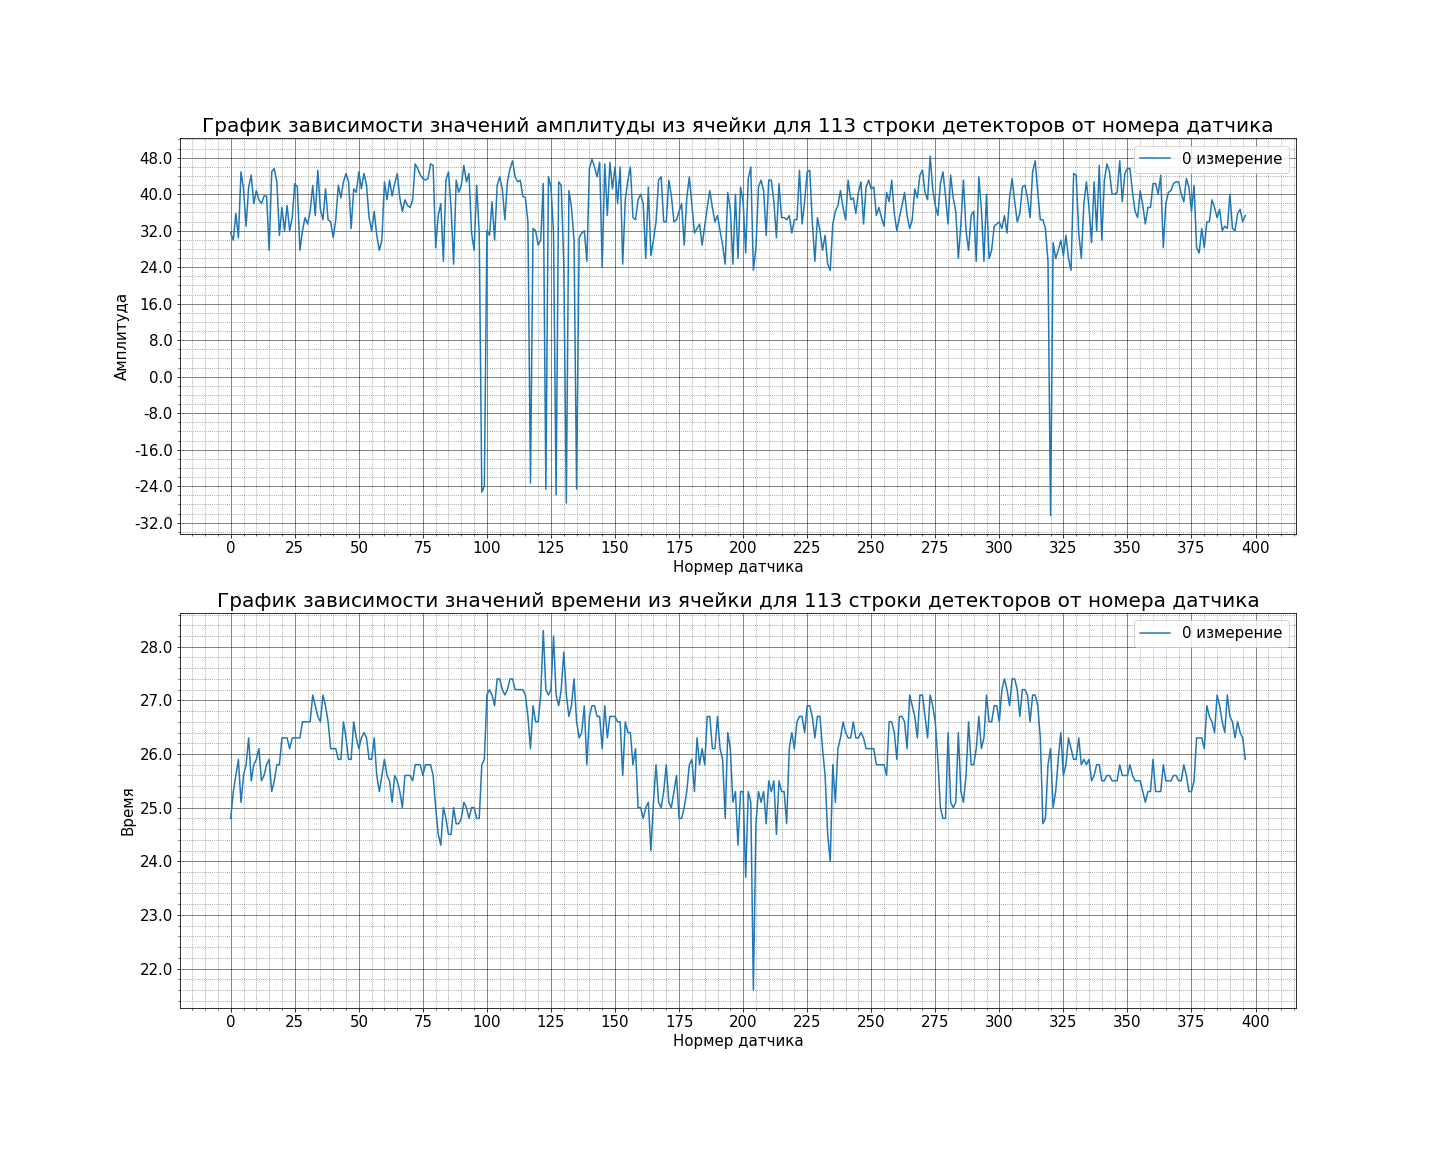 График зависимости значений амплитуды из ячейки для 113 строки детекторов от номера датчика
0 измерение
48.0
40.0
32.0
24.0
16.0
8.0
0.0
-8.0
-16.0
-24.0
-32.0
Амплитуда
0 25 50 75 100 125 150 175 200 225 250 275 300 325 350 375 400
Нормер датчика
График зависимости значений времени из ячейки для 113 строки детекторов от номера датчика
0 измерение
28.0
27.0
26.0
25.0
24.0
23.0
22.0
Время
0 25 50 75 100 125 150 175 200 225 250 275 300 325 350 375 400
Нормер датчика